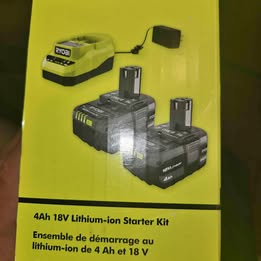 RYOBI
4Ah 18V Lithium-ion Starter Kit
Ensemble de démarrage au
lithium-ion de 4 Ah et 18 V